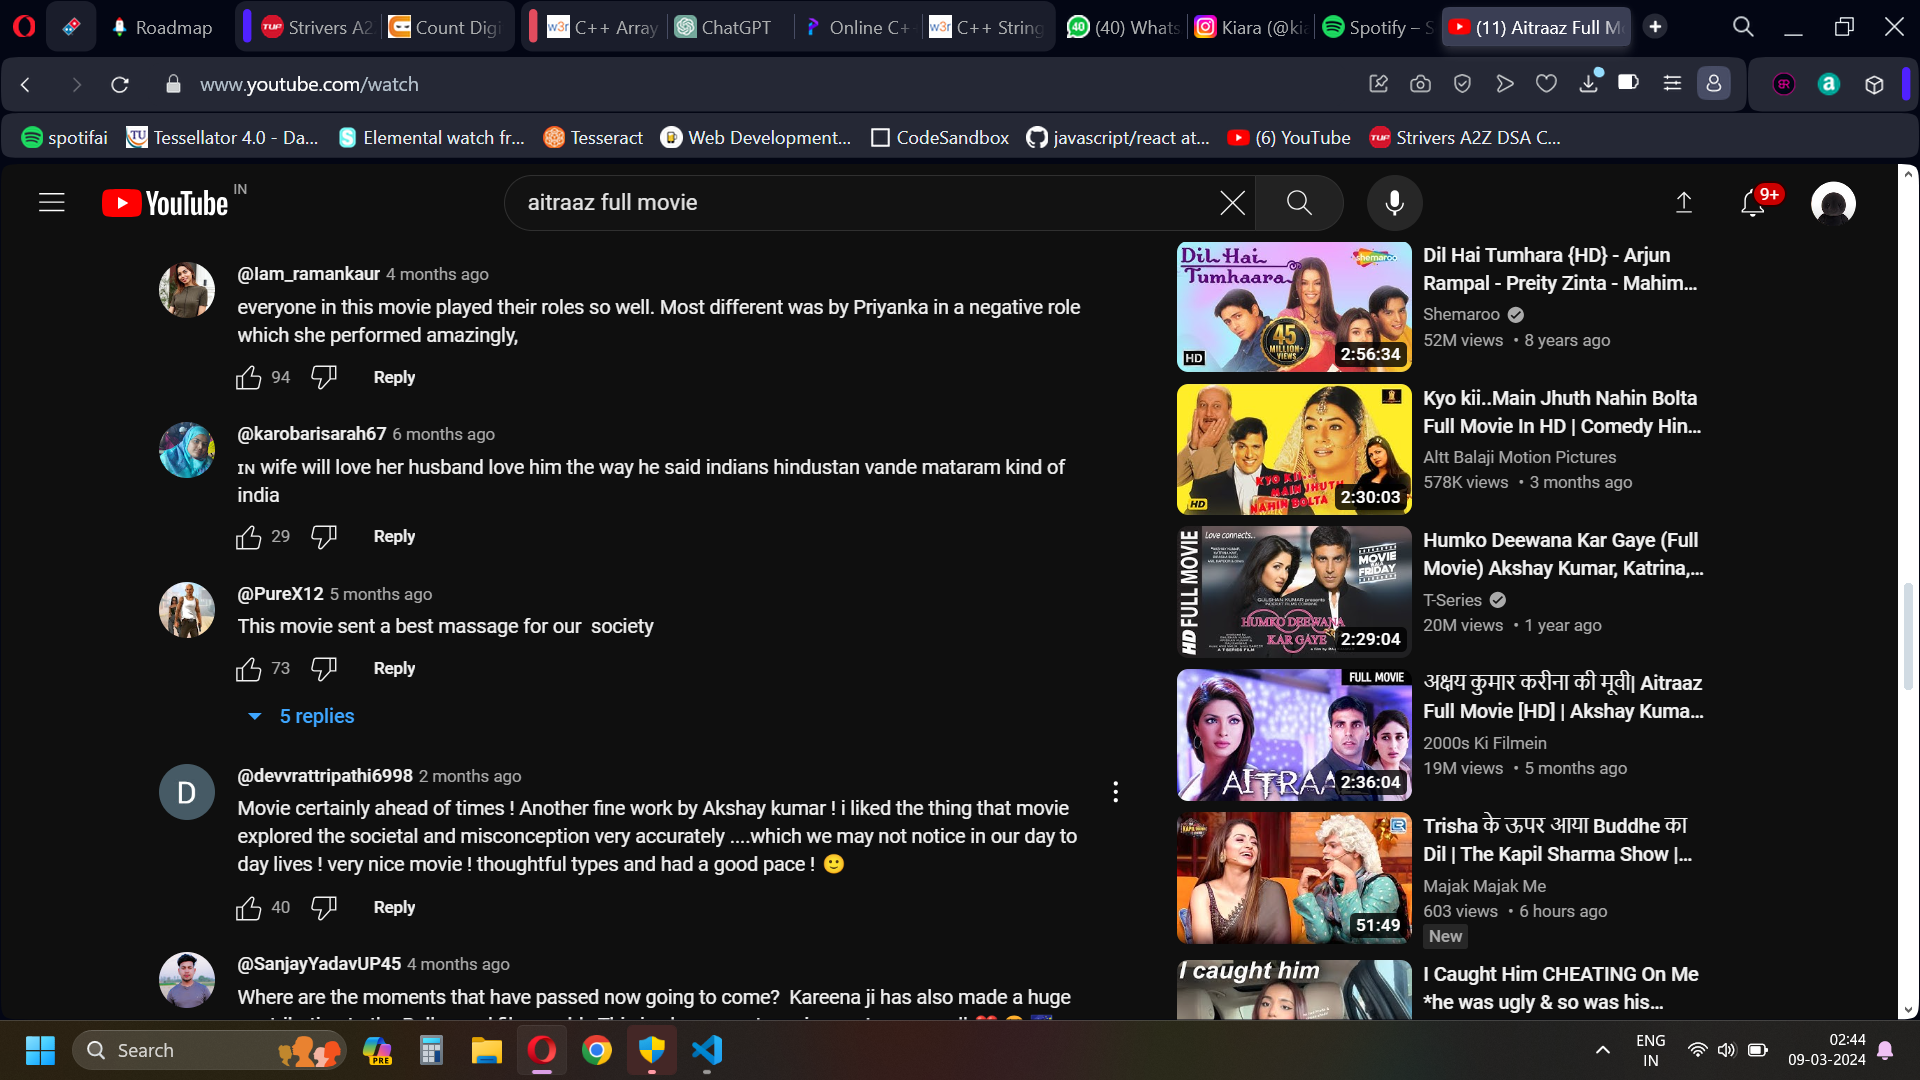 Roadmap
Strivers A2
Count Digi
C++ Array
ChatGPT
Online C+
C++ String
(40) Whats
Kiara (@kia
Spotify – S
(11) Aitraaz Full M
www.youtube.com/watch
spotifai
Tessellator 4.0 - Da...
Elemental watch fr...
Tesseract
Web Development...
CodeSandbox
javascript/react at...
(6) YouTube
Strivers A2Z DSA C...
YouTube IN
aitraaz full movie
9+
@Iam_ramankaur 4 months ago
everyone in this movie played their roles so well. Most different was by Priyanka in a negative role
which she performed amazingly,
94 Reply
@karobarisarah67 6 months ago
ɪɴ wife will love her husband love him the way he said indians hindustan vande mataram kind of
india
29 Reply
@PureX12 5 months ago
This movie sent a best massage for our society
73 Reply
5 replies
D
@devvrattripathi6998 2 months ago
Movie certainly ahead of times ! Another fine work by Akshay kumar ! i liked the thing that movie
explored the societal and misconception very accurately ....which we may not notice in our day to
day lives ! very nice movie ! thoughtful types and had a good pace ! 🙂
40 Reply
@SanjayYadavUP45 4 months ago
Where are the moments that have passed now going to come? Kareena ji has also made a huge
Dil Hai
Tumhaara
shemaroo
45
MILLION+
VIEWS
HD
2:56:34
Dil Hai Tumhara {HD} - Arjun
Rampal - Preity Zinta - Mahim...
Shemaroo
52M views • 8 years ago
KYO KII..
MAIN JHUTH
NAHIN BOLTA
HD
2:30:03
Kyo kii..Main Jhuth Nahin Bolta
Full Movie In HD | Comedy Hin...
Altt Balaji Motion Pictures
578K views • 3 months ago
HD FULL MOVIE
Love connects..
MOVIE
FRIDAY
HUMKO DEEWANA
KAR GAYE
2:29:04
Humko Deewana Kar Gaye (Full
Movie) Akshay Kumar, Katrina,...
T-Series
20M views • 1 year ago
FULL MOVIE
AITRAA
2:36:04
अक्षय कुमार करीना की मूवी| Aitraaz
Full Movie [HD] | Akshay Kuma...
2000s Ki Filmein
19M views • 5 months ago
51:49
Trisha के ऊपर आया Buddhe का
Dil | The Kapil Sharma Show |...
Majak Majak Me
603 views • 6 hours ago
New
I caught him
I Caught Him CHEATING On Me
*he was ugly & so was his...
Search
PRE
ENG
IN
02:44
09-03-2024